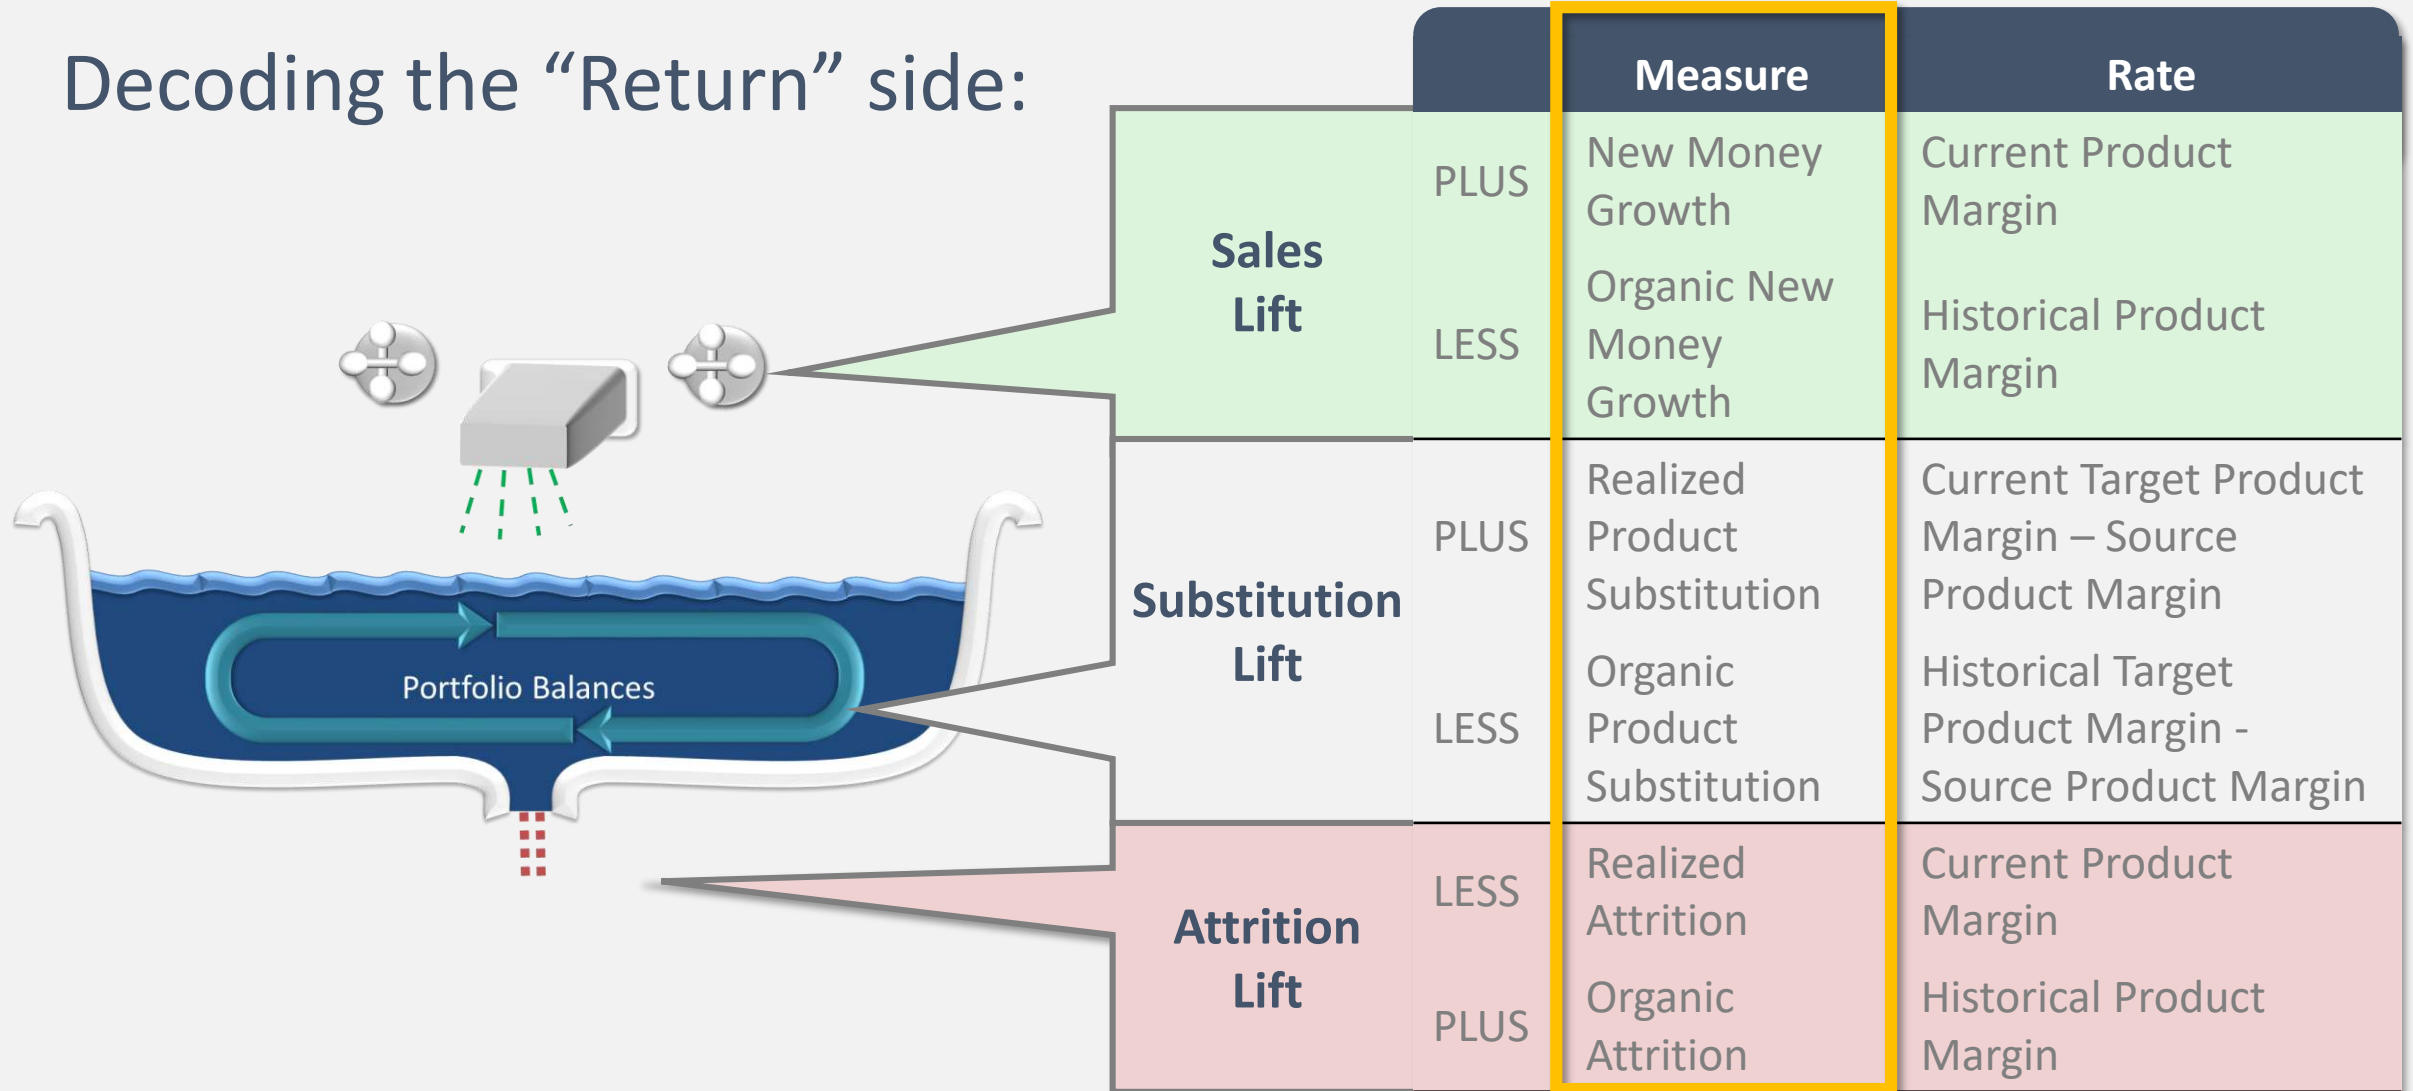 Decoding the “Return” side:
Measure
Rate
Sales
Lift
PLUS
New Money
Growth
Current Product
Margin
LESS
Organic New
Money
Growth
Historical Product
Margin
Substitution
Lift
PLUS
Realized
Product
Substitution
Current Target Product
Margin – Source
Product Margin
LESS
Organic
Product
Substitution
Historical Target
Product Margin -
Source Product Margin
Attrition
Lift
LESS
Realized
Attrition
Current Product
Margin
PLUS
Organic
Attrition
Historical Product
Margin
Portfolio Balances